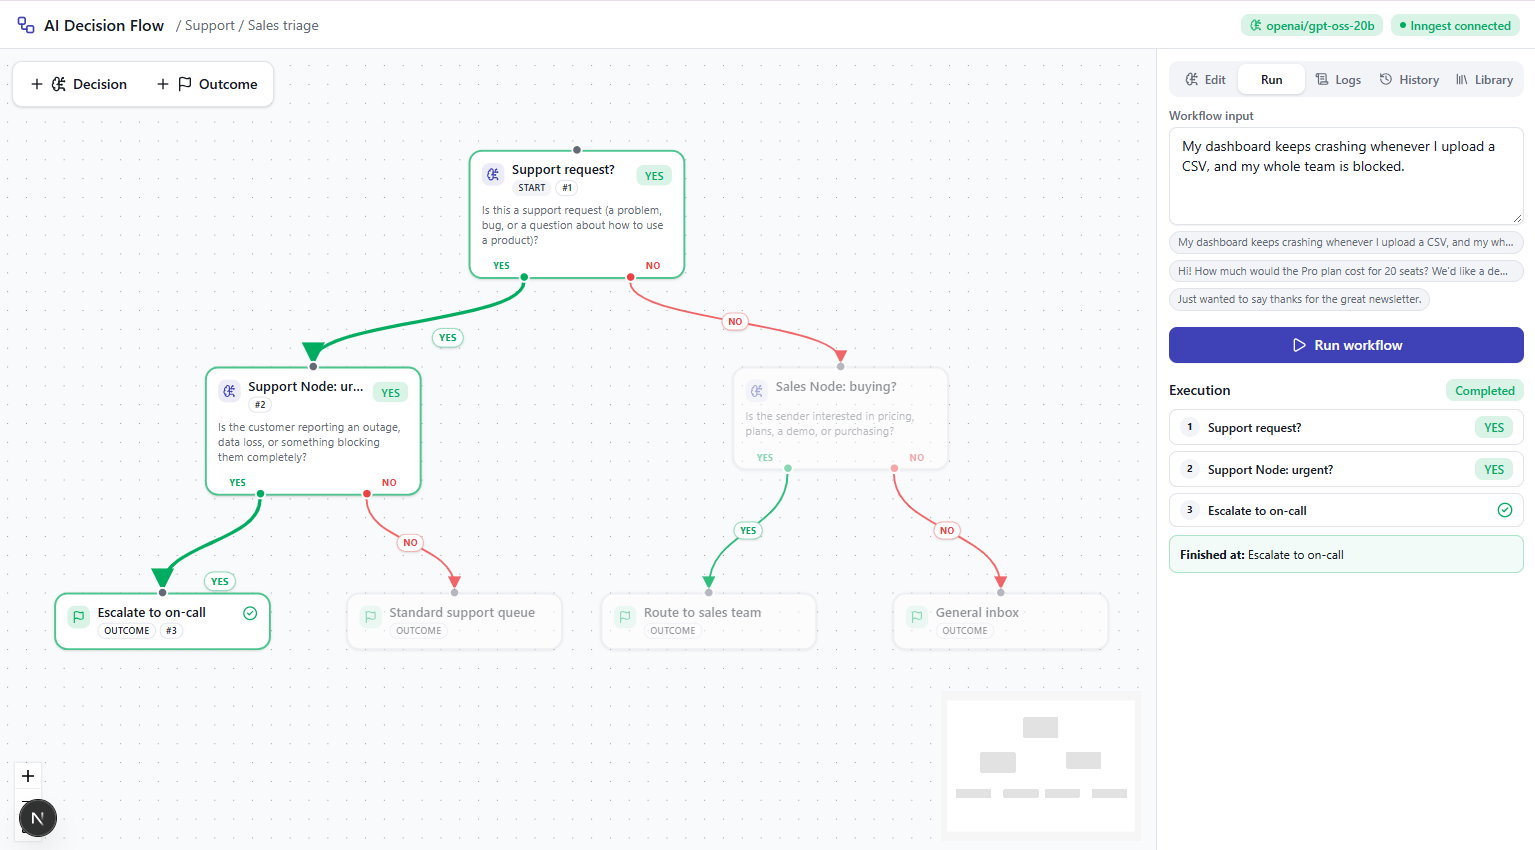 AI Decision Flow / Support / Sales triage
openai/gpt-oss-20b
Inngest connected
+ Decision
+ Outcome
Support request?
START #1
YES
Is this a support request (a problem,
bug, or a question about how to use
a product)?
YES NO
YES
NO
Support Node: ur...
#2
YES
Is the customer reporting an outage,
data loss, or something blocking
them completely?
YES NO
Sales Node: buying?
Is the sender interested in pricing,
plans, a demo, or purchasing?
YES NO
YES
NO
YES
NO
Escalate to on-call
OUTCOME #3
Standard support queue
OUTCOME
Route to sales team
OUTCOME
General inbox
OUTCOME
+
N
Edit
Run
Logs
History
Library
Workflow input
My dashboard keeps crashing whenever I upload a
CSV, and my whole team is blocked.
My dashboard keeps crashing whenever I upload a CSV, and my wh...
Hi! How much would the Pro plan cost for 20 seats? We'd like a de...
Just wanted to say thanks for the great newsletter.
Run workflow
Execution
Completed
1 Support request? YES
2 Support Node: urgent? YES
3 Escalate to on-call
Finished at: Escalate to on-call